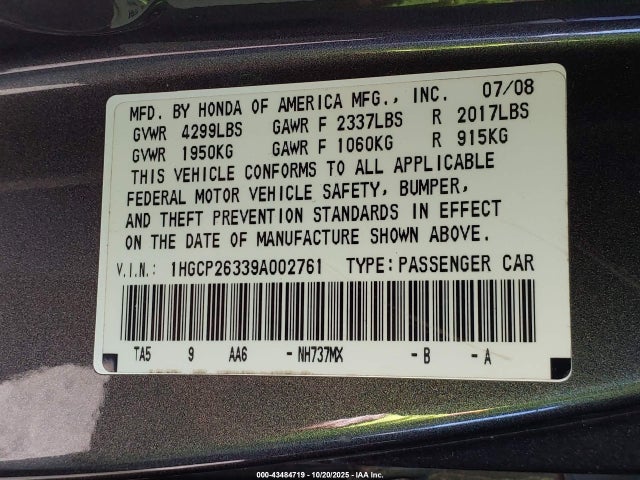 MFD. BY HONDA OF AMERICA MFG., INC. 07/08
GVWR 4299LBS GAWR F 2337LBS R 2017LBS
GVWR 1950KG GAWR F 1060KG R 915KG
THIS VEHICLE CONFORMS TO ALL APPLICABLE
FEDERAL MOTOR VEHICLE SAFETY, BUMPER,
AND THEFT PREVENTION STANDARDS IN EFFECT
ON THE DATE OF MANUFACTURE SHOWN ABOVE.
V.I.N.: 1HGCP26339A002761 TYPE: PASSENGER CAR
TA5 9 AA6 -NH737MX -B -A
000-43484719 - 10/20/2025 - IAA Inc.